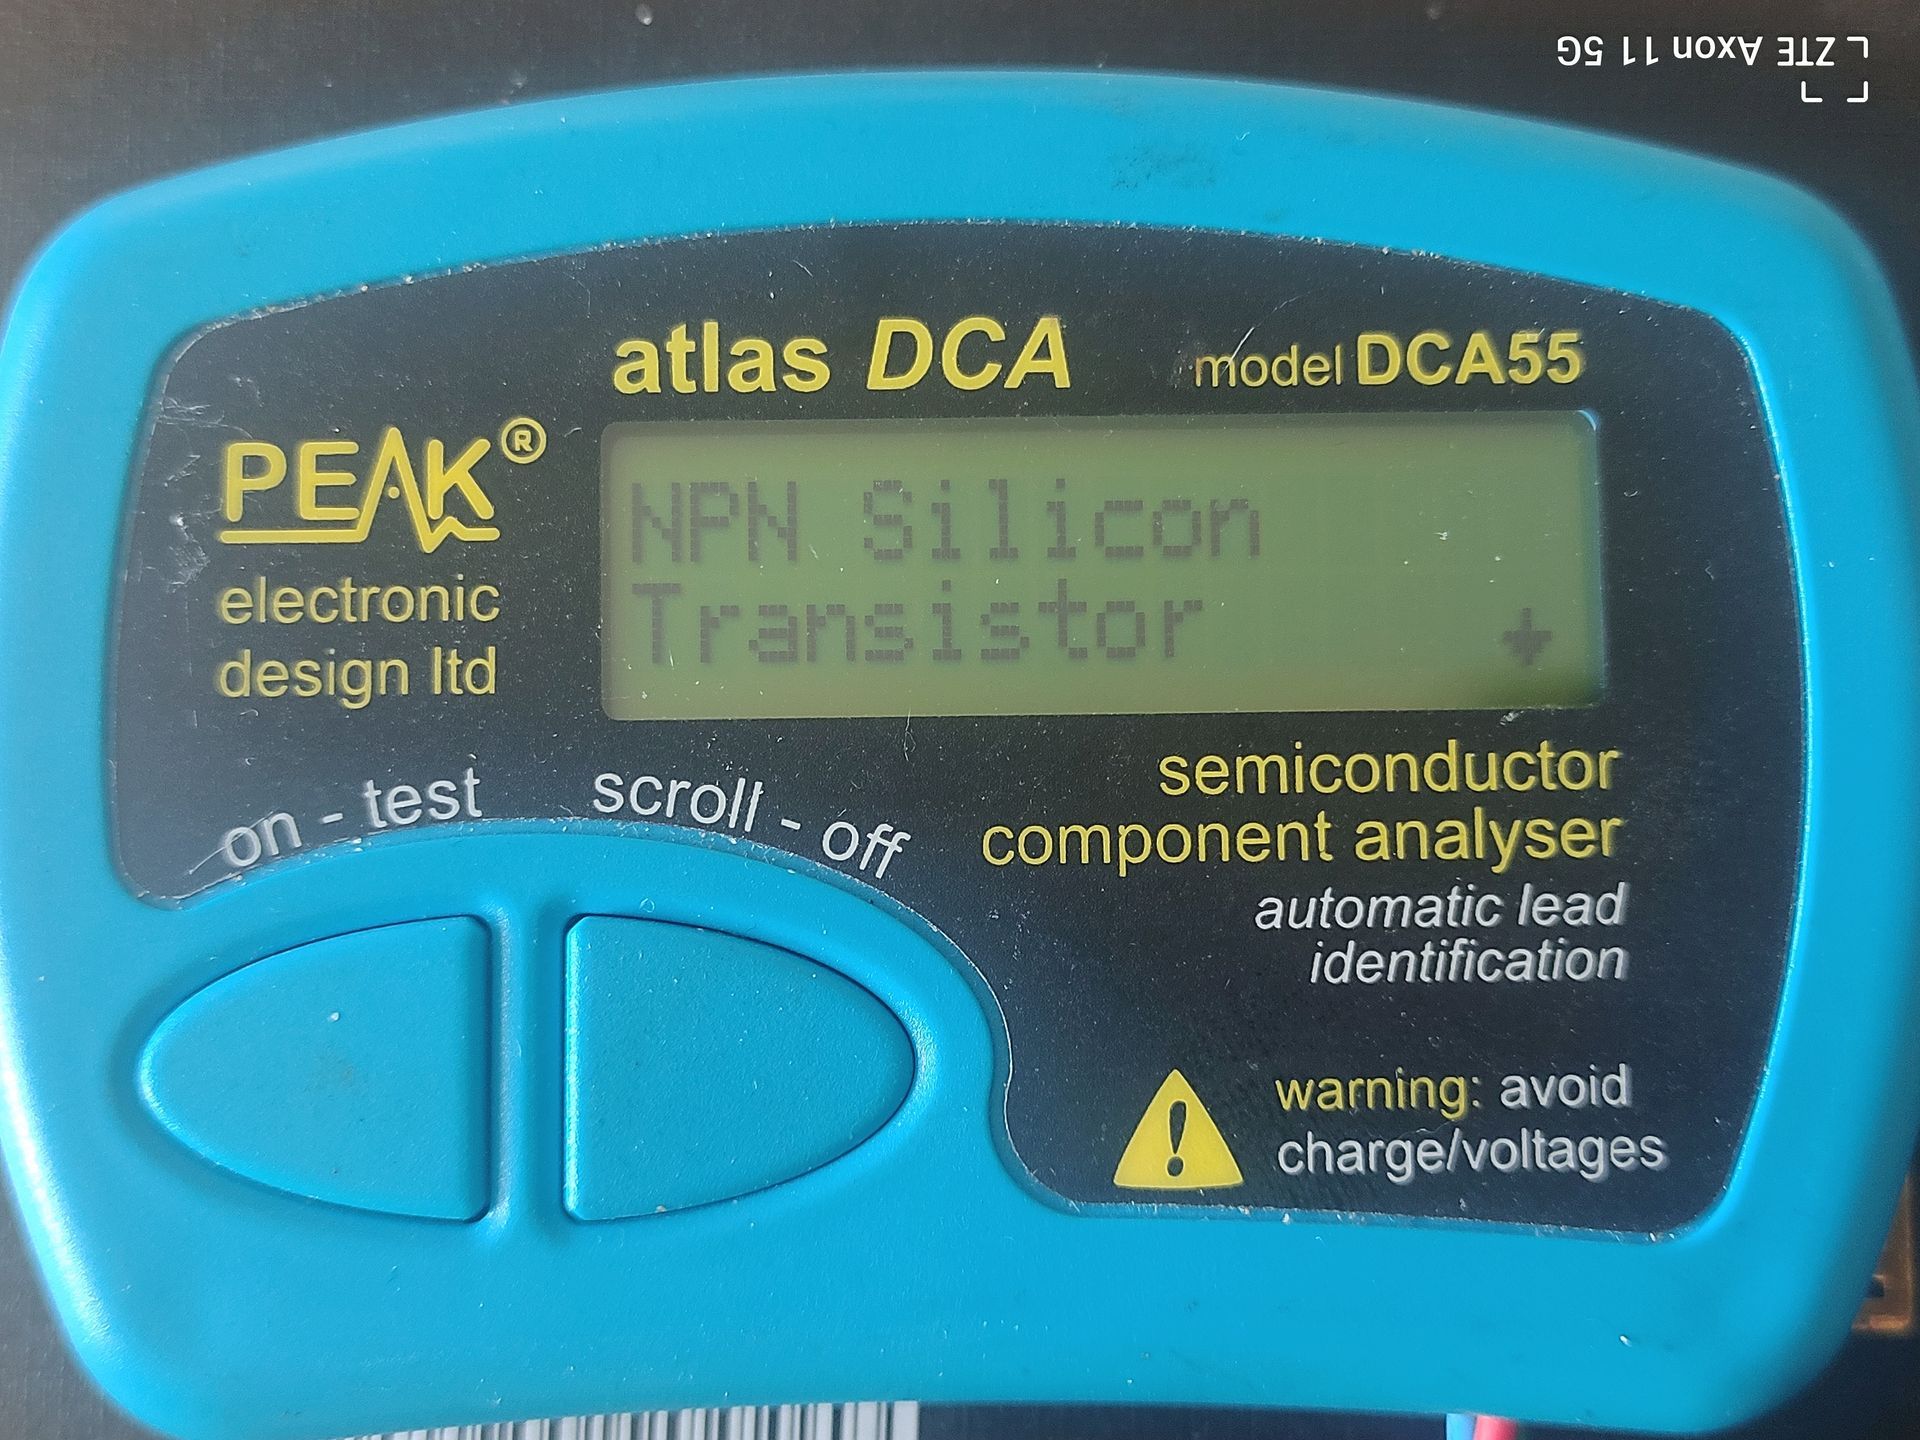 ZTE Axon 11 5G
atlas DCA model DCA55
PEAK®
electronic
design ltd
NPN Silicon
Transistor
on - test scroll - off
semiconductor
component analyser
automatic lead
identification
warning: avoid
charge/voltages